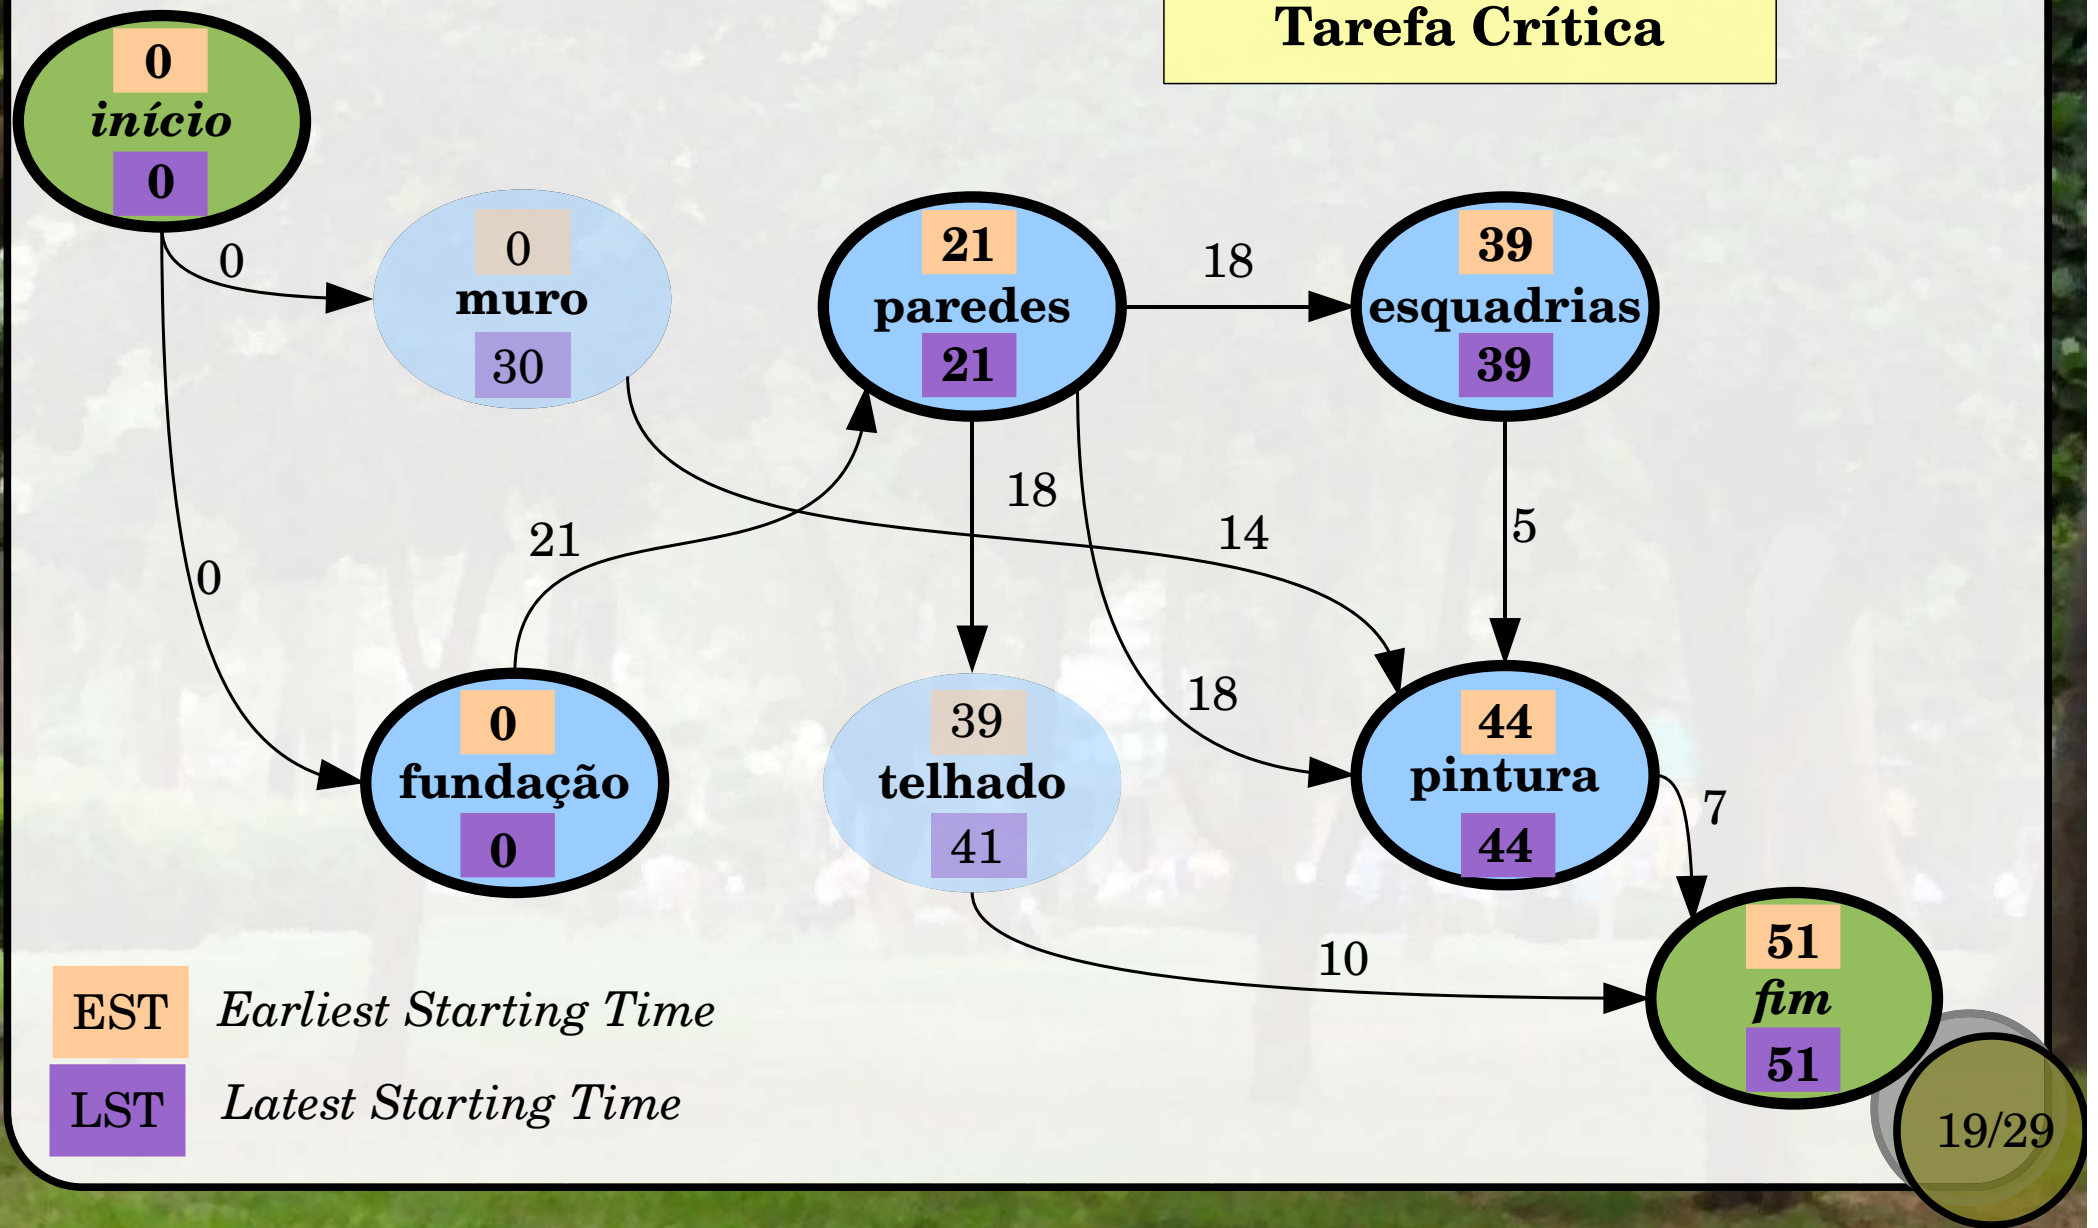 Tarefa Crítica
0
início
0
0
0
muro
30
21
paredes
21
18
39
esquadrias
39
18
14
5
21
0
18
0
fundação
0
39
telhado
41
44
pintura
44
7
10
51
fim
51
EST Earliest Starting Time
LST Latest Starting Time
19/29